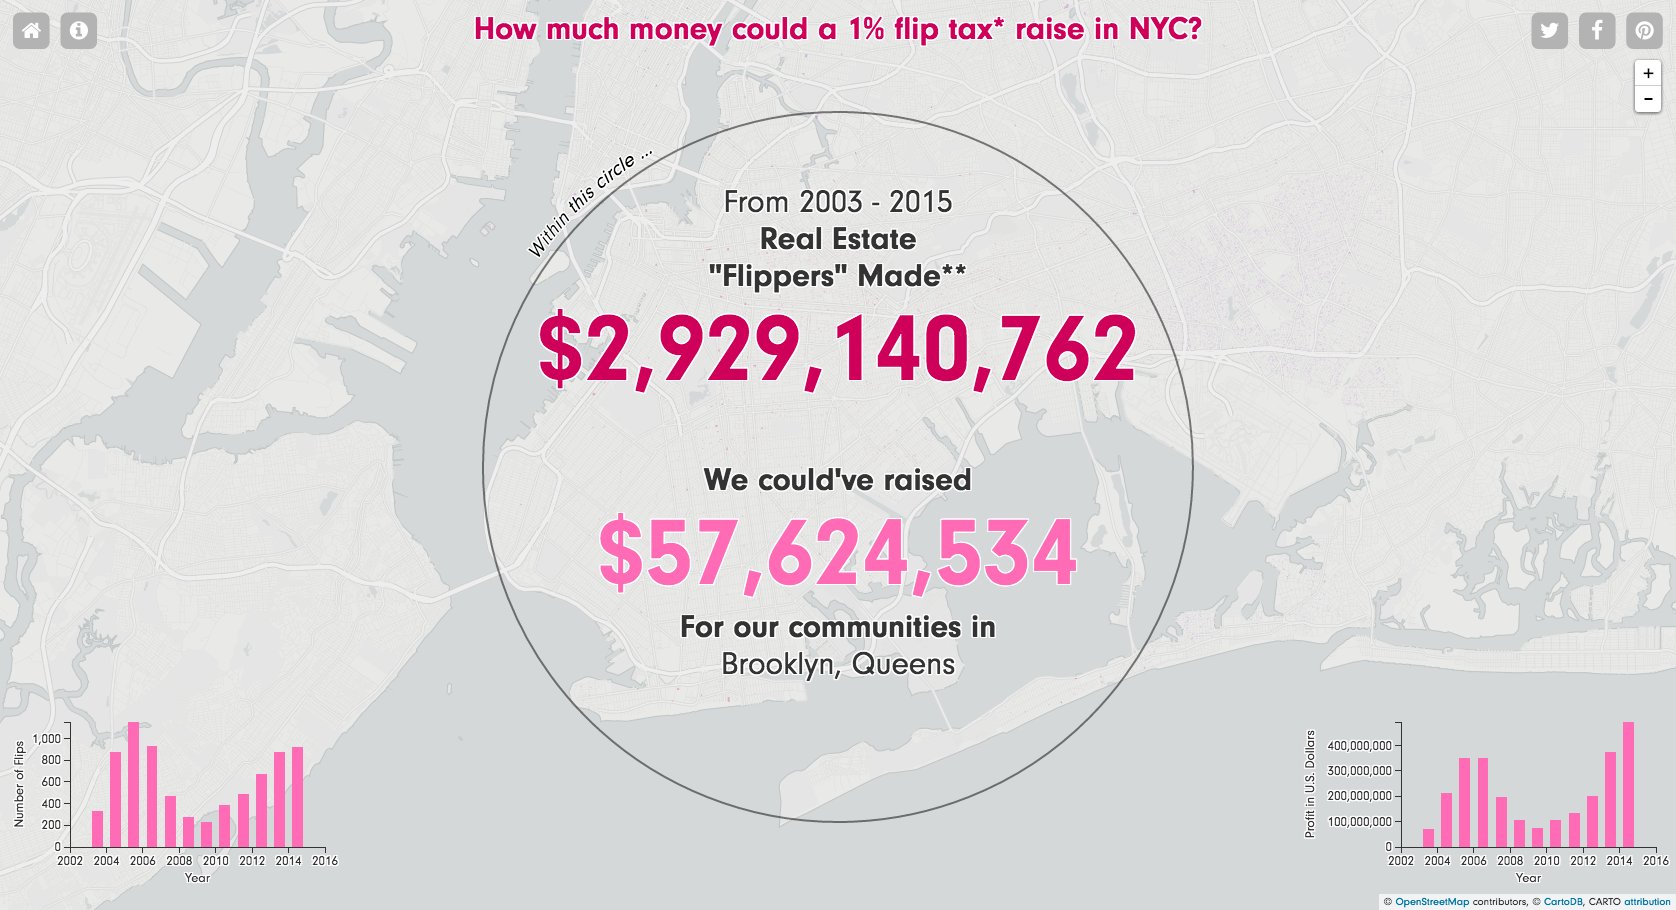 How much money could a 1% flip tax* raise in NYC?
+
-
Within this circle ...
From 2003 - 2015
Real Estate
"Flippers" Made**
$2,929,140,762
We could've raised
$57,624,534
For our communities in
Brooklyn, Queens
Number of Flips
1,000
800
600
400
200
0
2002 2004 2006 2008 2010 2012 2014 2016
Year
Profit in U.S. Dollars
400,000,000
300,000,000
200,000,000
100,000,000
0
2002 2004 2006 2008 2010 2012 2014 2016
Year
© OpenStreetMap contributors, © CartoDB, CARTO attribution